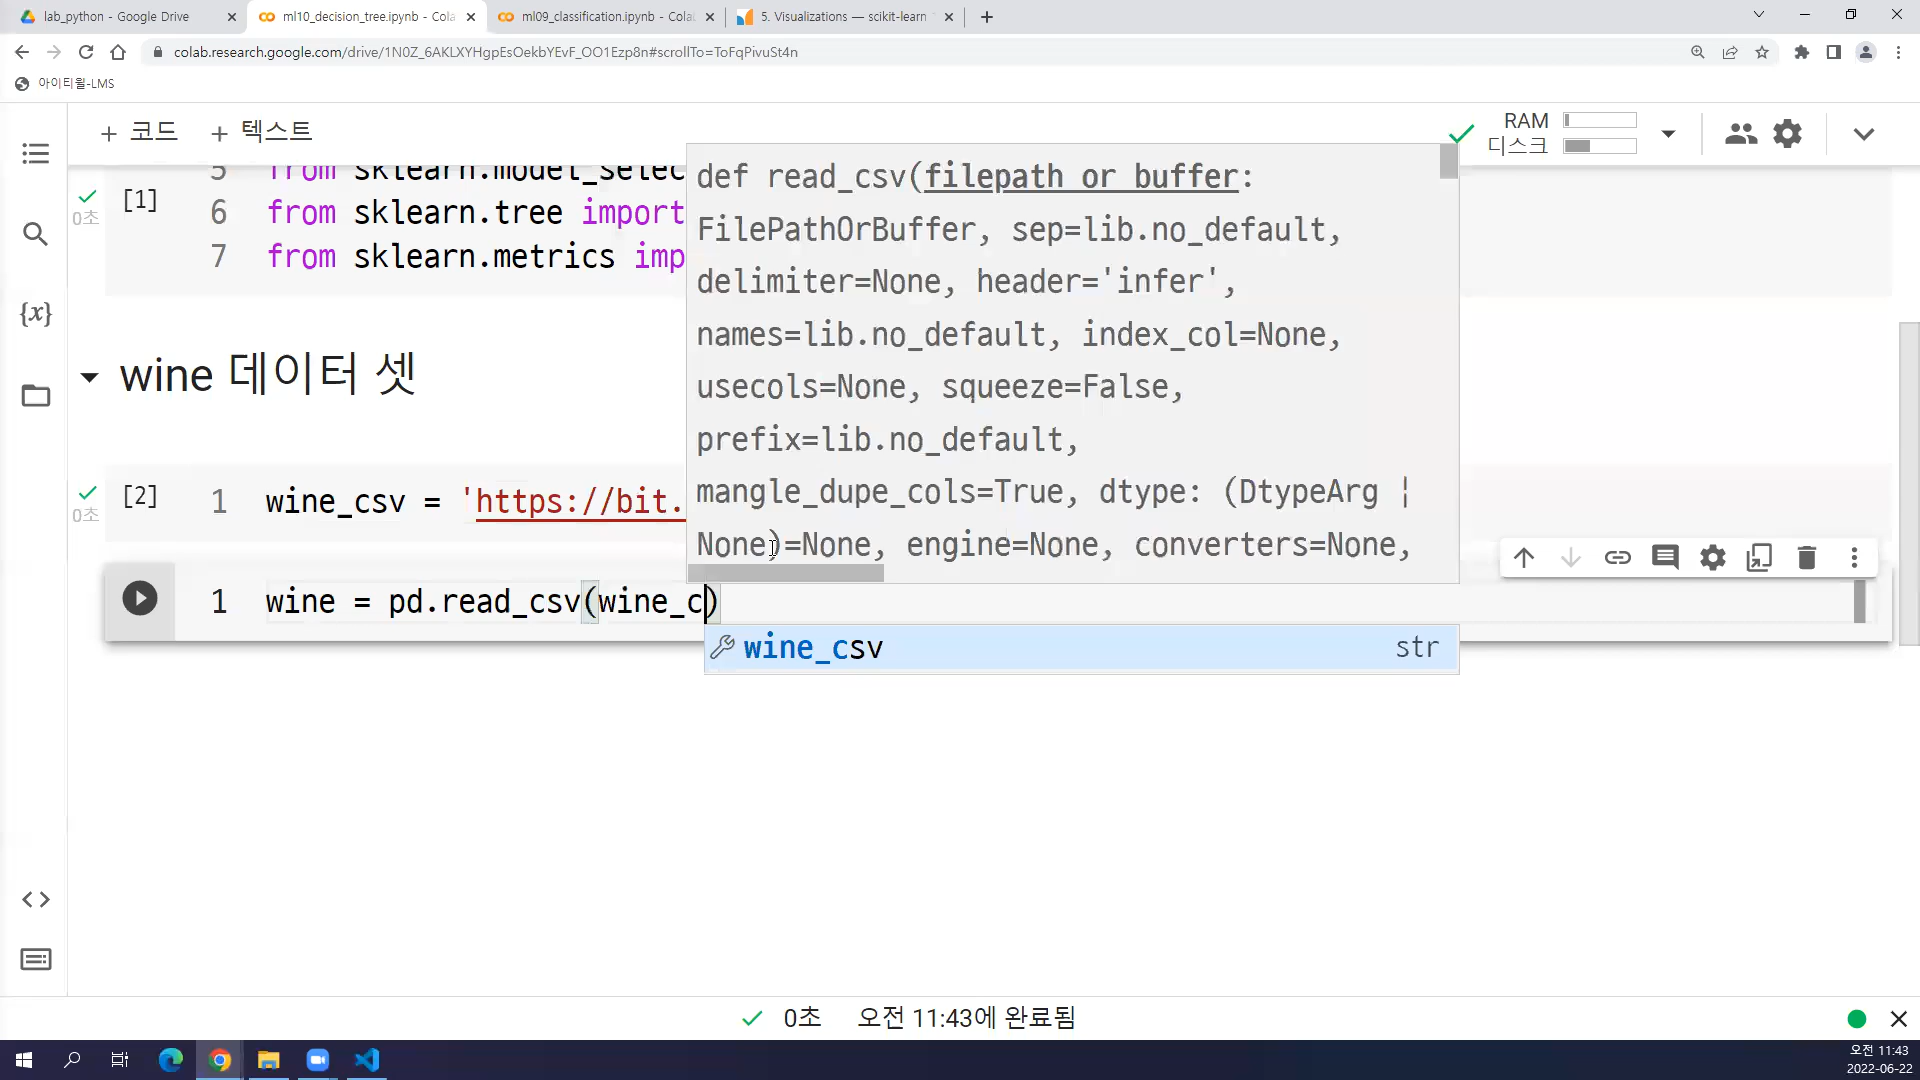 lab_python - Google Drive
ml10_decision_tree.ipynb - Cola
ml09_classification.ipynb - Cola
5. Visualizations — scikit-learn
colab.research.google.com/drive/1N0Z_6AKLXYHgpEsOekbYEvF_OO1Ezp8n#scrollTo=ToFqPivuSt4n
아이티윌-LMS
+ 코드
+ 텍스트
RAM
디스크
[1]
0초
5 from sklearn.model_selec
6 from sklearn.tree import
7 from sklearn.metrics imp
def read_csv(filepath_or_buffer:
FilePathOrBuffer, sep=lib.no_default,
delimiter=None, header='infer',
names=lib.no_default, index_col=None,
usecols=None, squeeze=False,
prefix=lib.no_default,
mangle_dupe_cols=True, dtype: (DtypeArg |
None)=None, engine=None, converters=None,
wine 데이터 셋
[2]
0초
1 wine_csv = 'https://bit.
1 wine = pd.read_csv(wine_c)
wine_csv str
{x}
0초 오전 11:43에 완료됨
오전 11:43
2022-06-22